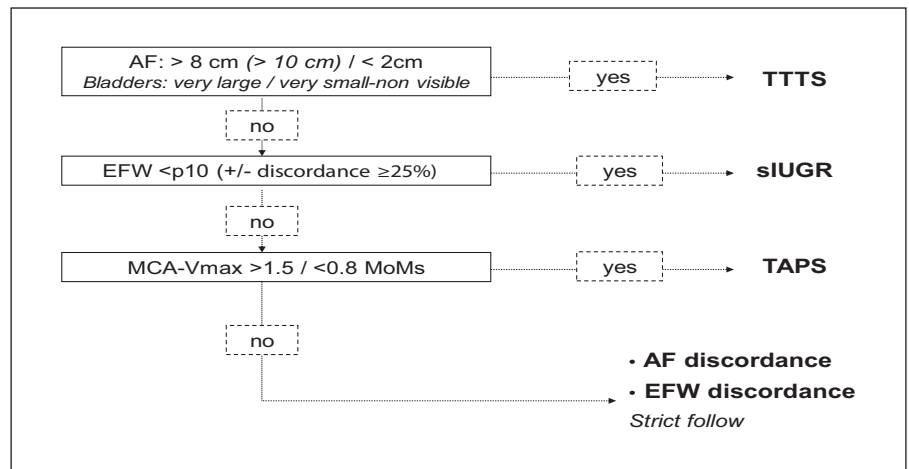 AF: > 8 cm (> 10 cm) / < 2cm
Bladders: very large / very small-non visible
yes
TTTS
no
EFW <p10 (+/- discordance ≥25%)
yes
sIUGR
no
MCA-Vmax >1.5 / <0.8 MoMs
yes
TAPS
no
• AF discordance
• EFW discordance
Strict follow